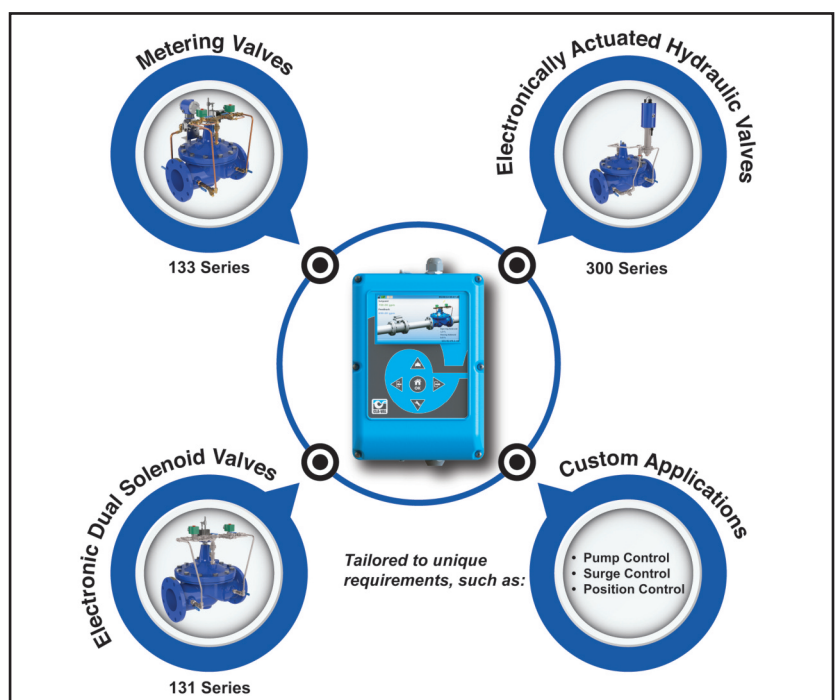 Metering Valves
133 Series
Electronically Actuated Hydraulic Valves
300 Series
OK
Electronic Dual Solenoid Valves
131 Series
Custom Applications
Tailored to unique
requirements, such as:
• Pump Control
• Surge Control
• Position Control